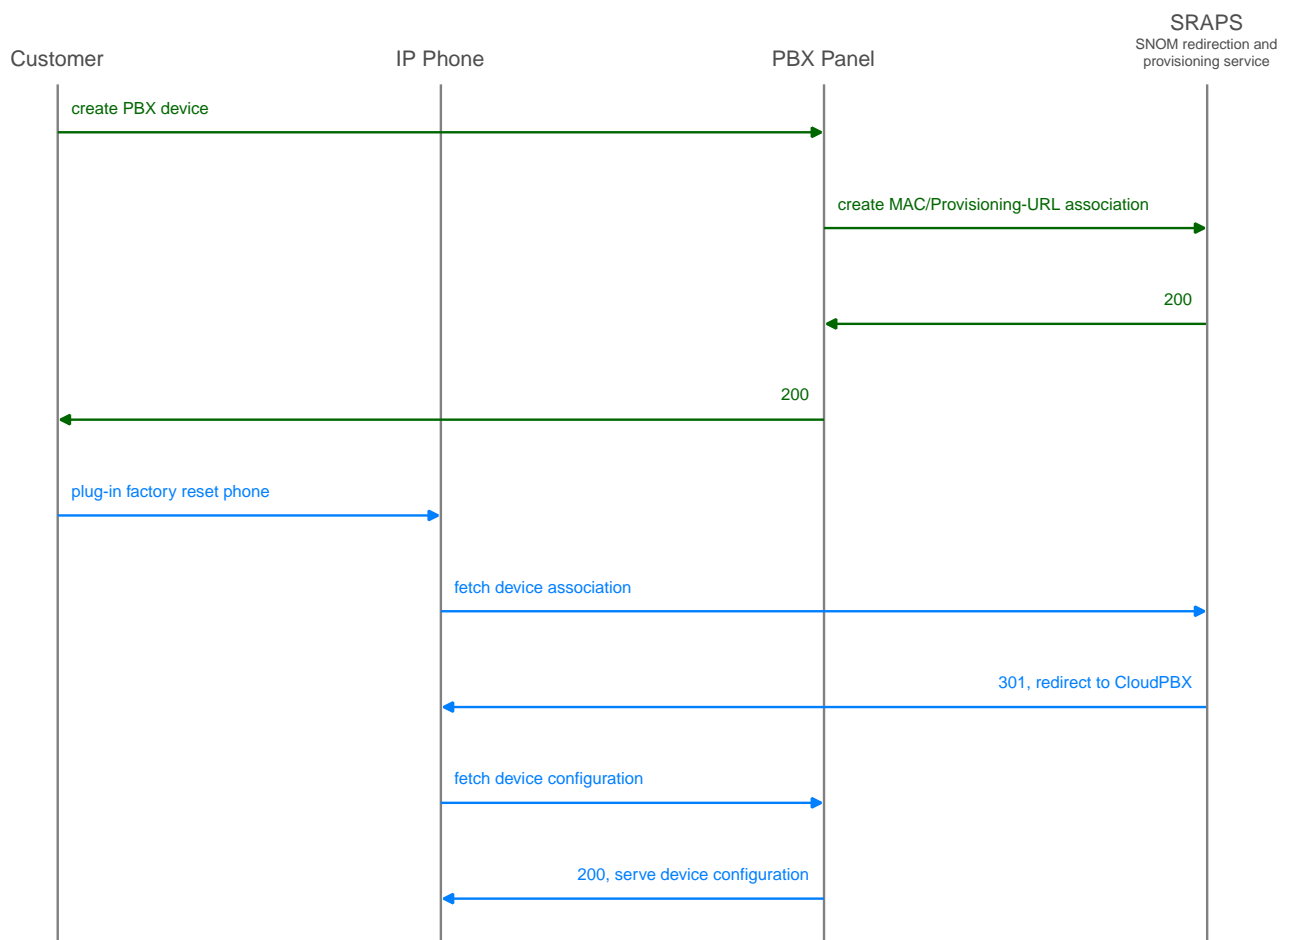 SRAPS
SNOM redirection and
provisioning service
Customer
IP Phone
PBX Panel
create PBX device
create MAC/Provisioning-URL association
200
200
plug-in factory reset phone
fetch device association
301, redirect to CloudPBX
fetch device configuration
200, serve device configuration